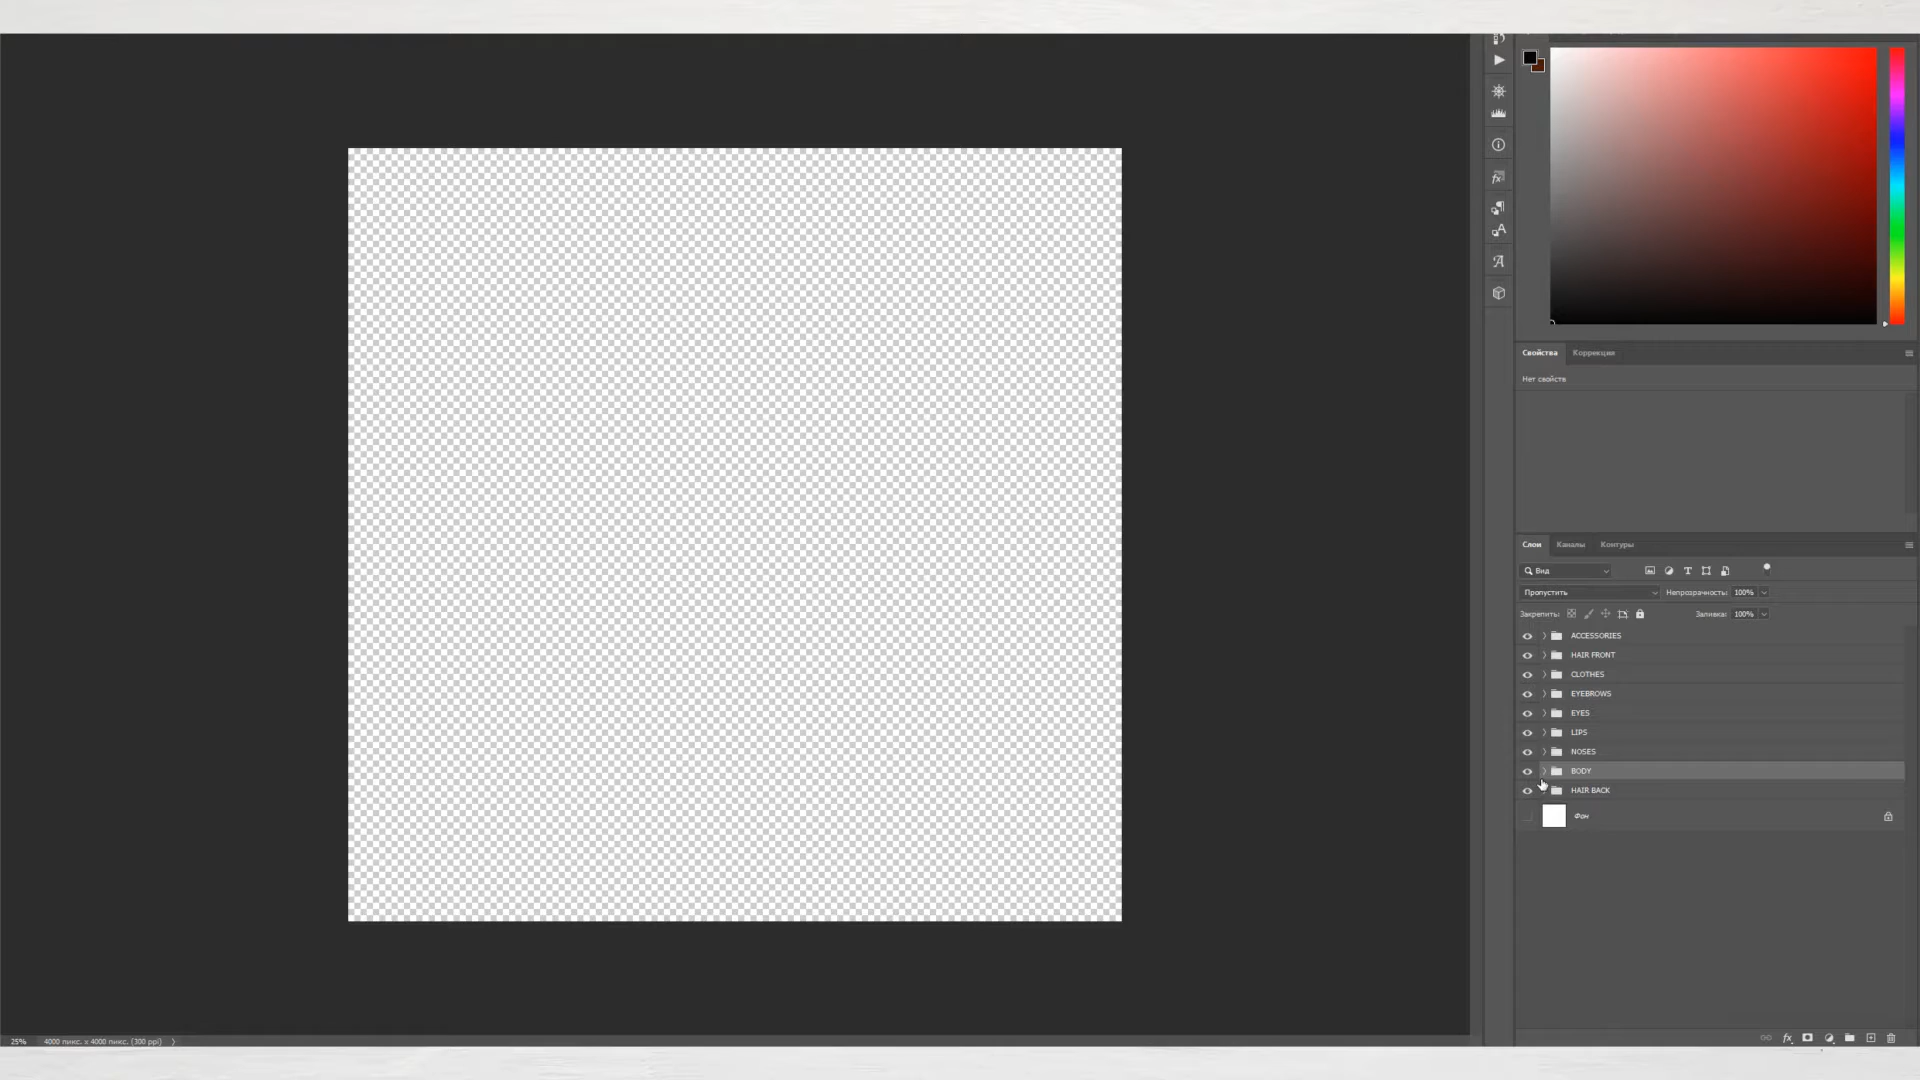 Свойства Коррекция
Нет свойств
Слои Каналы Контуры
Вид
Пропустить Непрозрачность: 100%
Закрепить: Заливка: 100%
ACCESSORIES
HAIR FRONT
CLOTHES
EYEBROWS
EYES
LIPS
NOSES
BODY
HAIR BACK
Фон
25% 4000 пикс. x 4000 пикс. (300 ppi)